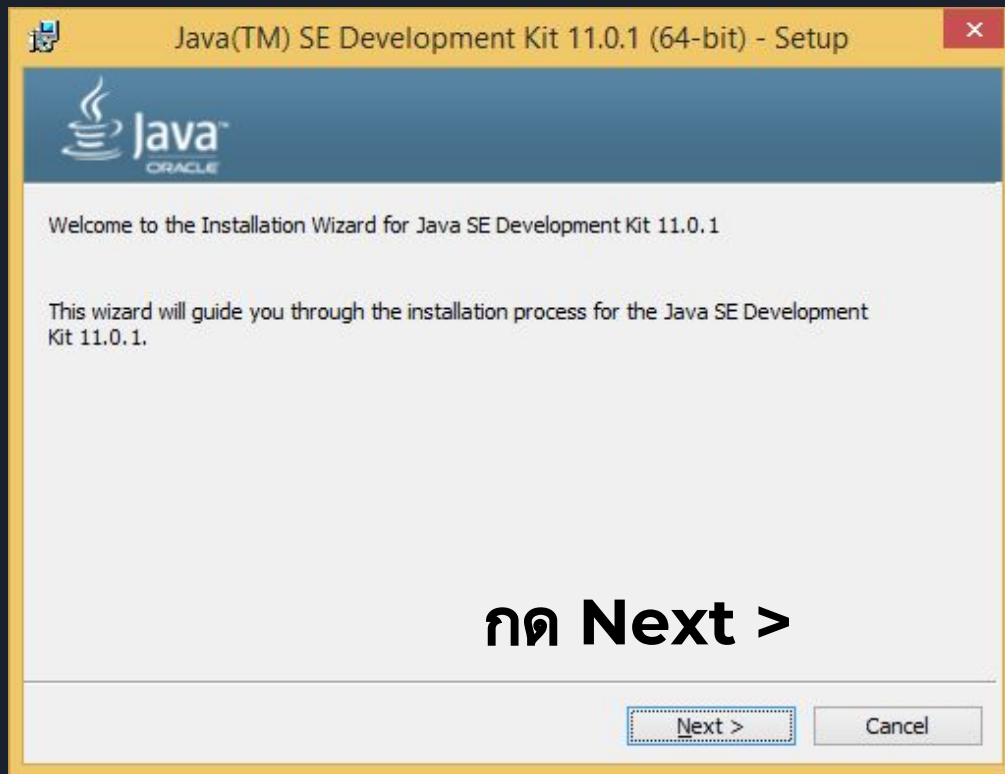 Java(TM) SE Development Kit 11.0.1 (64-bit) - Setup
Java™
ORACLE
Welcome to the Installation Wizard for Java SE Development Kit 11.0.1
This wizard will guide you through the installation process for the Java SE Development
Kit 11.0.1.
กด Next >
Next >
Cancel